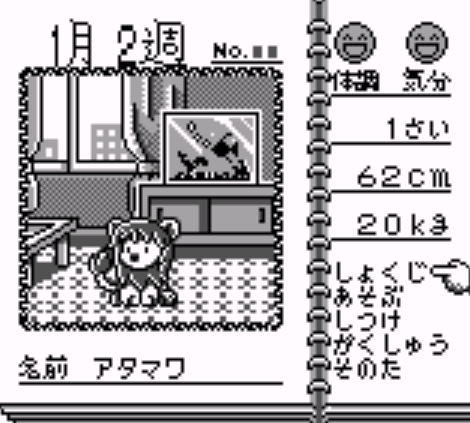 1月 2週
No.■■
名前 アタマワ
体調 気分
1さい
62cm
20kg
しょくじ
あそぶ
しつけ
がくしゅう
そのた